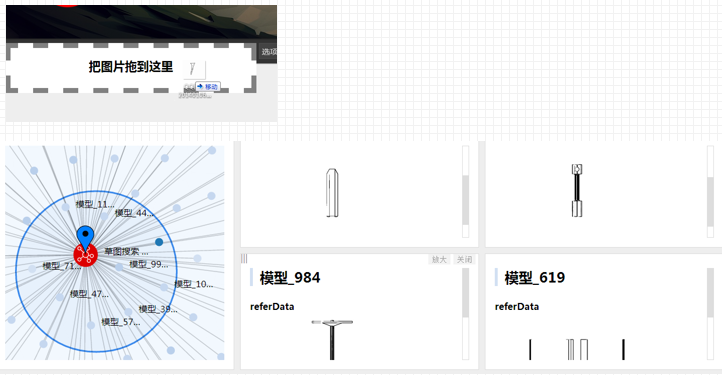 选项
把图片拖到这里
移动
模型_11...
模型_44...
草图搜索 ...
模型_71...
模型_99...
模型_10...
模型_47...
模型_39...
模型_57...
放大 关闭
模型_984
referData
模型_619
referData